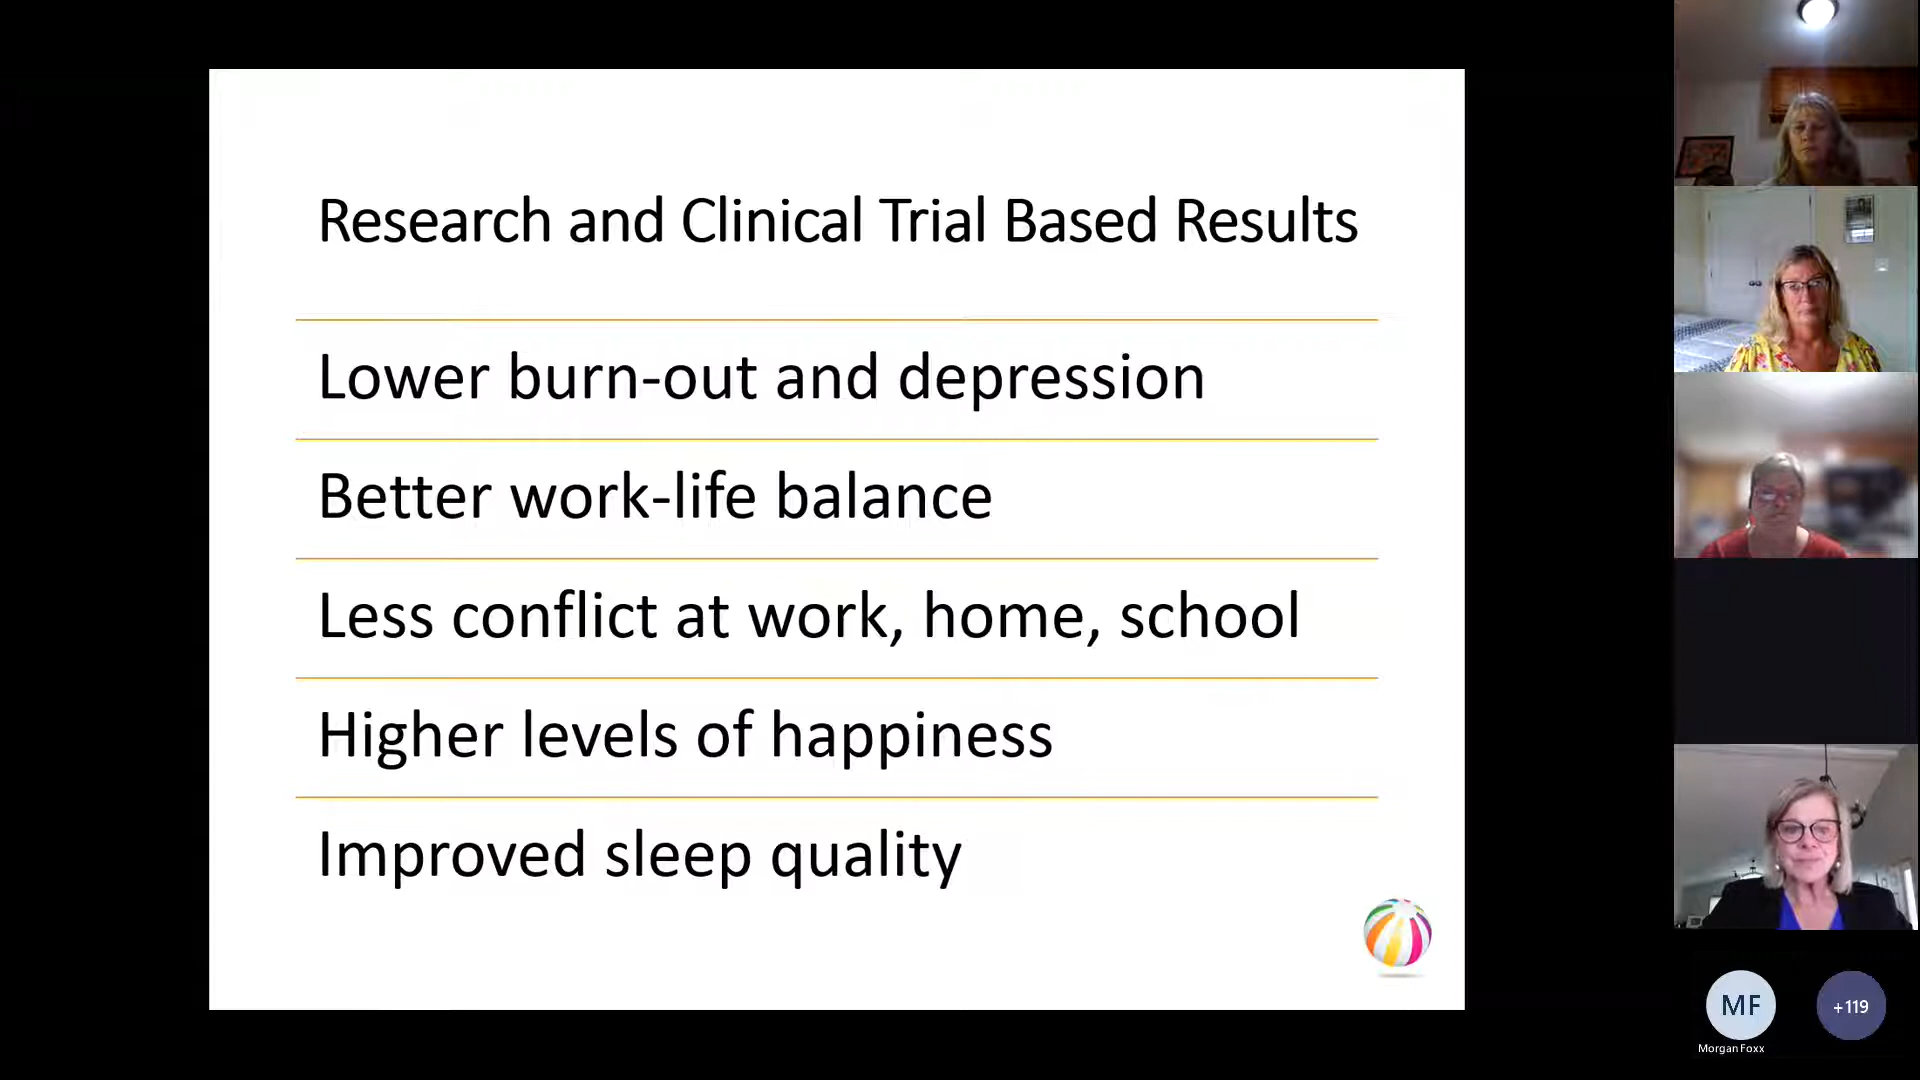 Research and Clinical Trial Based Results
Lower burn-out and depression
Better work-life balance
Less conflict at work, home, school
Higher levels of happiness
Improved sleep quality
MF
+119
Morgan Foxx